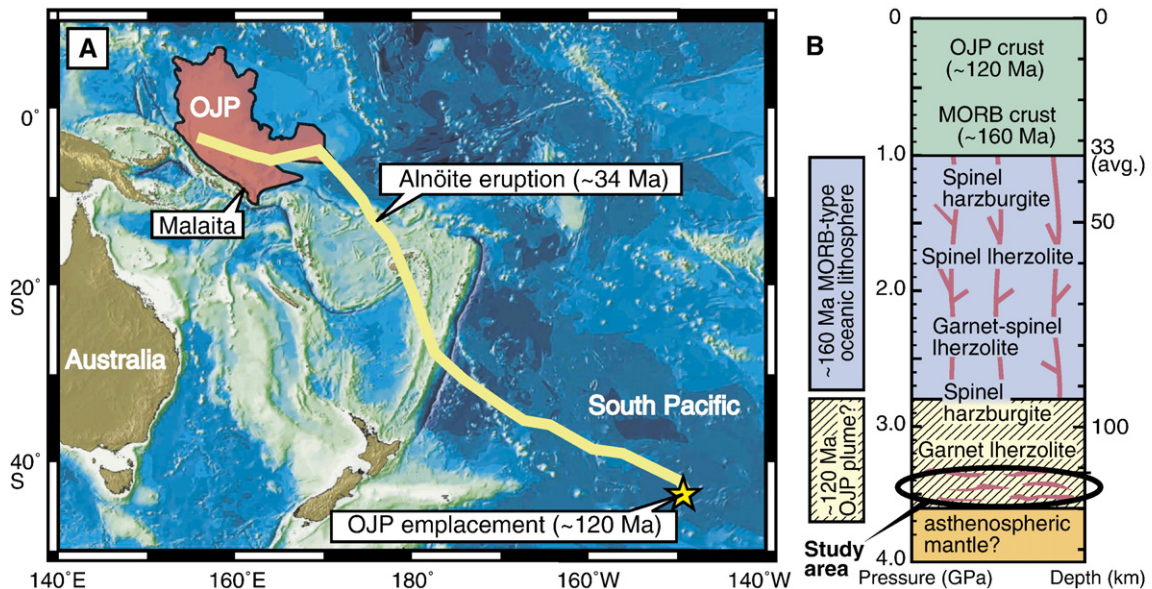 A
0°
20°
S
40°
S
140°E
160°E
180°
160°W
140°W
OJP
Alnöite eruption (~34 Ma)
Malaita
Australia
South Pacific
OJP emplacement (~120 Ma)
B
0
1.0
2.0
3.0
4.0
0
33
(avg.)
50
100
Pressure (GPa)
Depth (km)
OJP crust
(~120 Ma)
MORB crust
(~160 Ma)
Spinel
harzburgite
Spinel lherzolite
Garnet-spinel
lherzolite
Spinel
harzburgite
Garnet lherzolite
asthenospheric
mantle?
~160 Ma MORB-type
oceanic lithosphere
~120 Ma
OJP plume?
Study
area